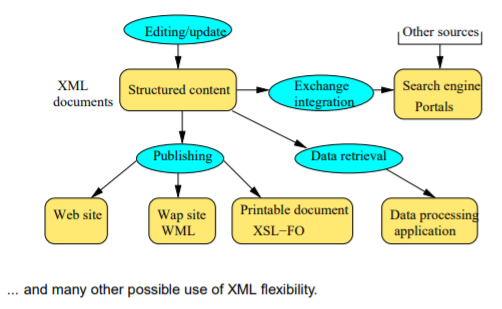 Editing/update
Other sources
XML
documents
Structured content
Exchange
integration
Search engine
Portals
Publishing
Data retrieval
Web site
Wap site
WML
Printable document
XSL−FO
Data processing
application
... and many other possible use of XML flexibility.